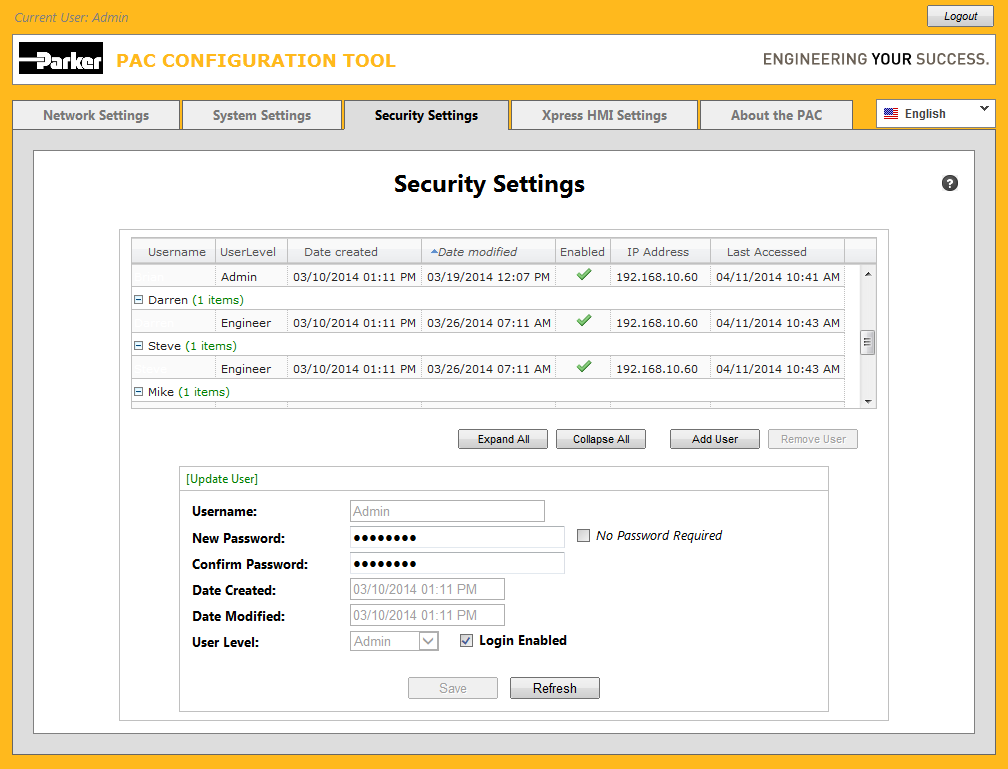 Current User: Admin
Logout
Parker PAC CONFIGURATION TOOL
ENGINEERING YOUR SUCCESS.
Network Settings System Settings Security Settings Xpress HMI Settings About the PAC English
Security Settings
?
Username UserLevel Date created Date modified Enabled IP Address Last Accessed
Admin 03/10/2014 01:11 PM 03/19/2014 12:07 PM 192.168.10.60 04/11/2014 10:41 AM
Darren (1 items)
Engineer 03/10/2014 01:11 PM 03/26/2014 07:11 AM 192.168.10.60 04/11/2014 10:43 AM
Steve (1 items)
Engineer 03/10/2014 01:11 PM 03/26/2014 07:11 AM 192.168.10.60 04/11/2014 10:43 AM
Mike (1 items)
Expand All Collapse All Add User Remove User
[Update User]
Username: Admin
New Password: ●●●●●●●● No Password Required
Confirm Password: ●●●●●●●●
Date Created: 03/10/2014 01:11 PM
Date Modified: 03/10/2014 01:11 PM
User Level: Admin Login Enabled
Save Refresh